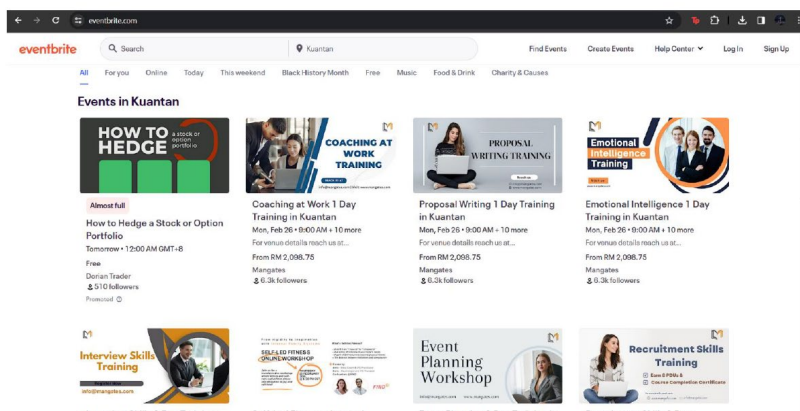 eventbrite.com
eventbrite
Search
Kuantan
Find Events
Create Events
Help Center
Log In
Sign Up
All
For you
Online
Today
This weekend
Black History Month
Free
Music
Food & Drink
Charity & Causes
Events in Kuantan
HOW TO HEDGE
a stock or option portfolio
COACHING AT WORK TRAINING
PROPOSAL WRITING TRAINING
Emotional Intelligence Training
Almost full
How to Hedge a Stock or Option Portfolio
Tomorrow • 12:00 AM GMT+8
Free
Dorian Trader
510 followers
Promoted
Coaching at Work 1 Day Training in Kuantan
Mon, Feb 26 • 9:00 AM + 10 more
For venue details reach us at...
From RM 2,098.75
Mangates
6.3k followers
Proposal Writing 1 Day Training in Kuantan
Mon, Feb 26 • 9:00 AM + 10 more
For venue details reach us at...
From RM 2,098.75
Mangates
6.3k followers
Emotional Intelligence 1 Day Training in Kuantan
Mon, Feb 26 • 9:00 AM + 10 more
For venue details reach us at...
From RM 2,098.75
Mangates
6.3k followers
Interview Skills Training
info@mangates.com
SELF-LED FITNESS ONLINE WORKSHOP
Event Planning Workshop
Recruitment Skills Training
Course Completion Certificate